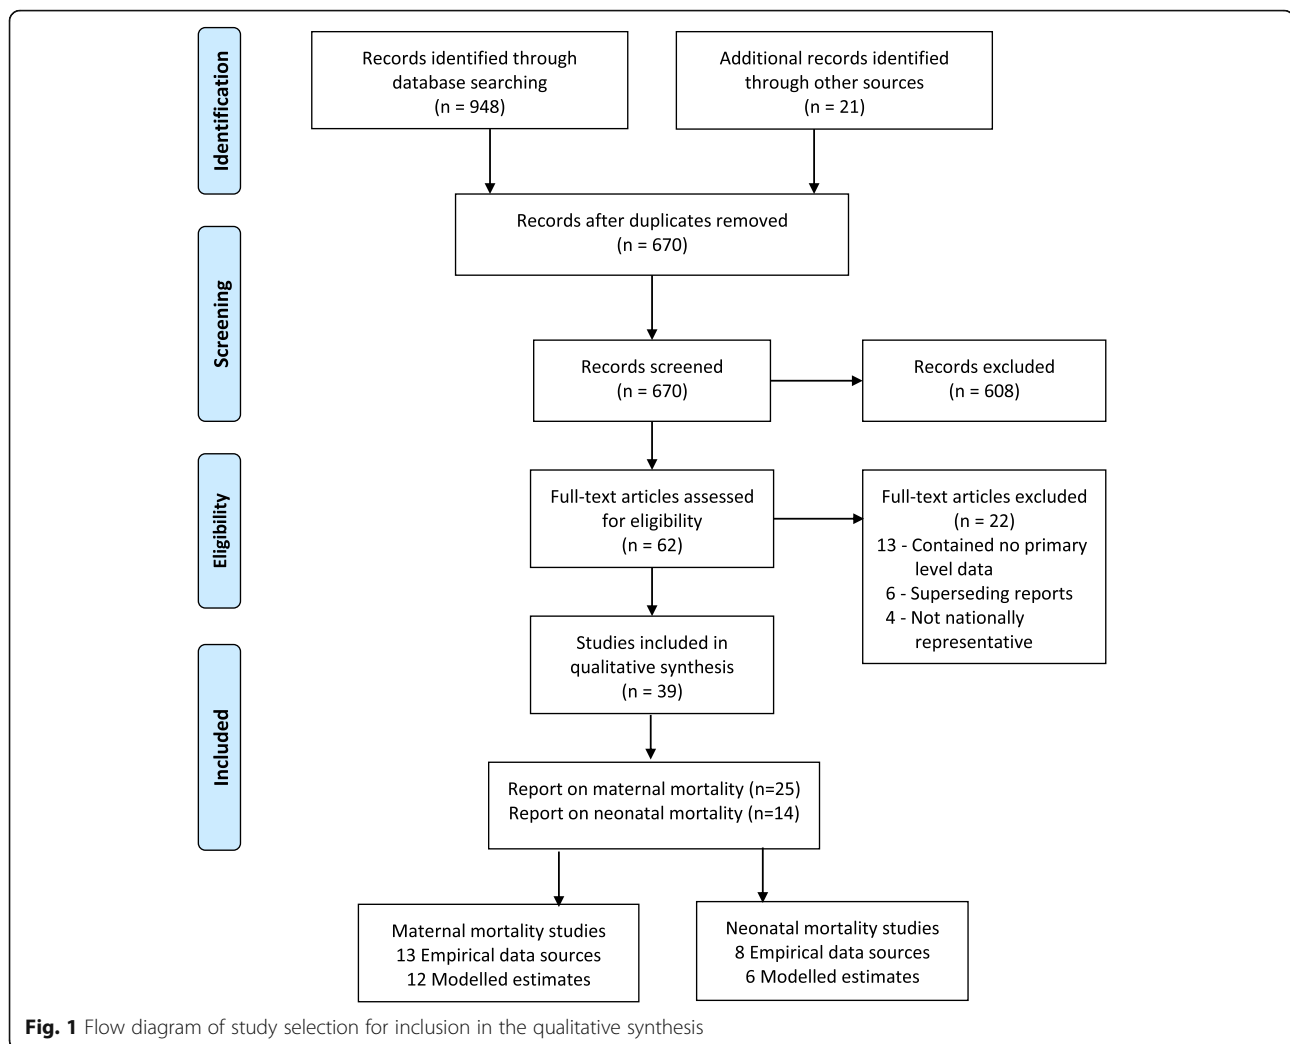 Identification
Records identified through
database searching
(n = 948)
Additional records identified
through other sources
(n = 21)
Records after duplicates removed
(n = 670)
Screening
Records screened
(n = 670)
Records excluded
(n = 608)
Eligibility
Full-text articles assessed
for eligibility
(n = 62)
Full-text articles excluded
(n = 22)
13 - Contained no primary
level data
6 - Superseding reports
4 - Not nationally
representative
Included
Studies included in
qualitative synthesis
(n = 39)
Report on maternal mortality (n=25)
Report on neonatal mortality (n=14)
Maternal mortality studies
13 Empirical data sources
12 Modelled estimates
Neonatal mortality studies
8 Empirical data sources
6 Modelled estimates
Fig. 1 Flow diagram of study selection for inclusion in the qualitative synthesis